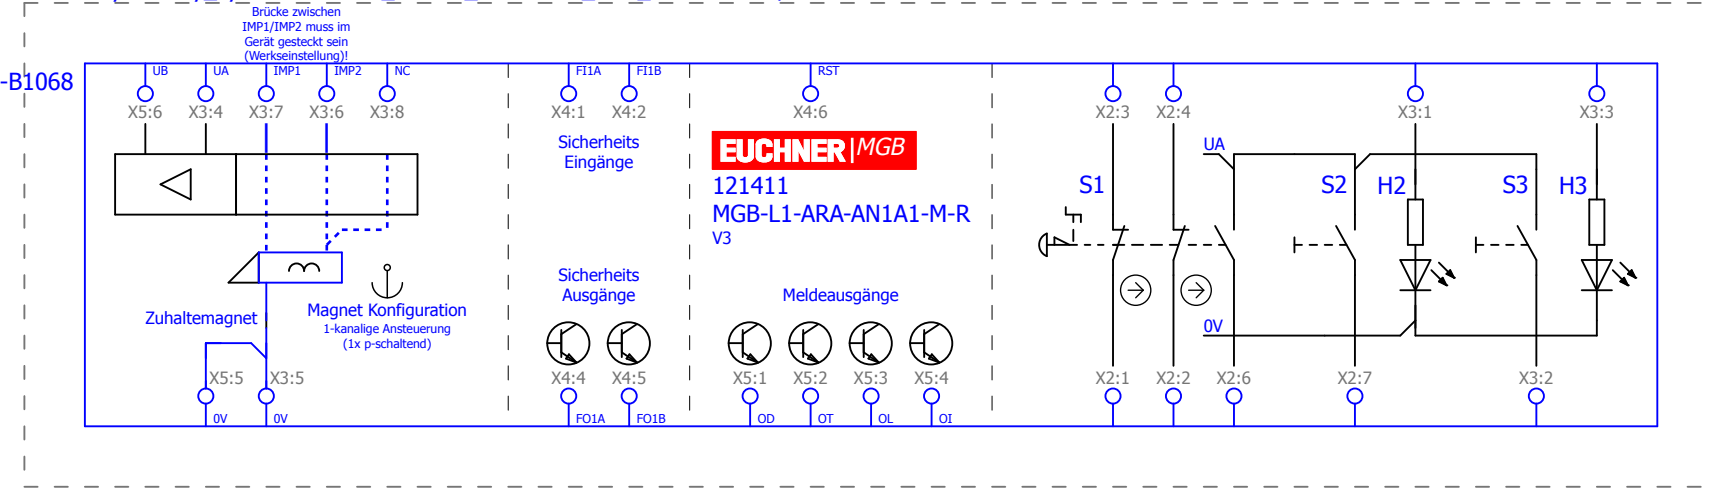 Brücke zwischen
IMP1/IMP2 muss im
Gerät gesteckt sein
(Werkseinstellung)!
-B1068
UB UA IMP1 IMP2 NC FI1A FI1B RST
X5:6 X3:4 X3:7 X3:6 X3:8 X4:1 X4:2 X4:6 X2:3 X2:4 X3:1 X3:3
Sicherheits
Eingänge
EUCHNER|MGB
121411
MGB-L1-ARA-AN1A1-M-R
V3
UA
S1 S2 H2 S3 H3
Sicherheits
Ausgänge
Meldeausgänge
Zuhaltemagnet
Magnet Konfiguration
1-kanalige Ansteuerung
(1x p-schaltend)
0V
X5:5 X3:5 X4:4 X4:5 X5:1 X5:2 X5:3 X5:4 X2:1 X2:2 X2:6 X2:7 X3:2
0V 0V FO1A FO1B OD OT OL OI